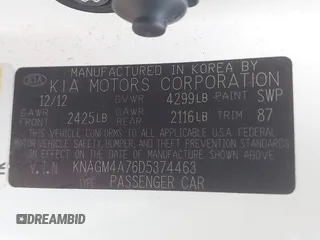 MANUFACTURED IN KOREA BY
KIA KIA MOTORS CORPORATION
12/12 GVWR 4299LB PAINT SWP
GAWR FRONT 2425LB GAWR 2116LB TRIM 87
THIS VEHICLE CONFORMS TO ALL APPLICABLE U.S.A. FEDERAL
MOTOR VEHICLE SAFETY, BUMPER, AND THEFT PREVENTION
STANDARDS IN EFFECT ON THE DATE OF MANUFACTURE SHOWN ABOVE.
V.I.N KNAGM4A76D5374463
PASSENGER CAR
@DREAMBID
@DREAMBID